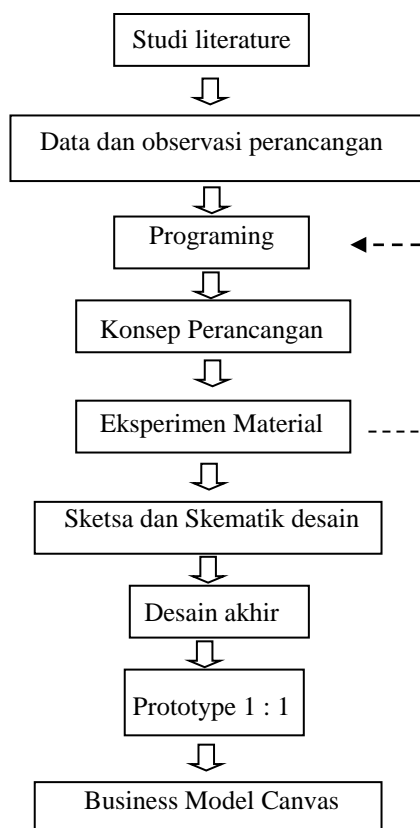 Studi literature
Data dan observasi perancangan
Programing
Konsep Perancangan
Eksperimen Material
Sketsa dan Skematik desain
Desain akhir
Prototype 1 : 1
Business Model Canvas